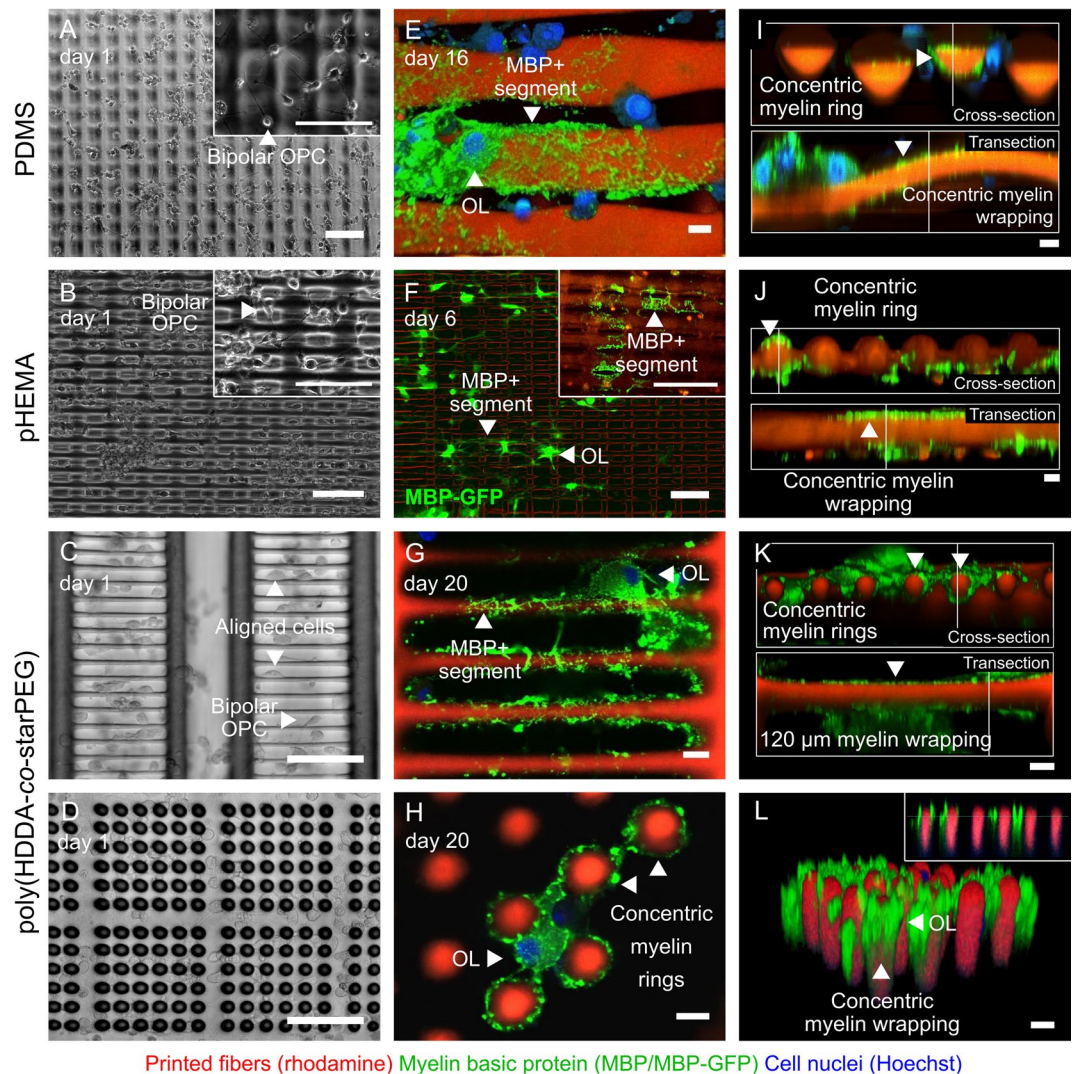 PDMS
A
day 1
Bipolar OPC
E
day 16
MBP+
segment
OL
I
Concentric
myelin ring
Cross-section
Transection
Concentric myelin
wrapping
pHEMA
B
day 1
Bipolar
OPC
F
day 6
MBP+
segment
MBP+
segment
OL
MBP-GFP
J
Concentric
myelin ring
Cross-section
Transection
Concentric myelin
wrapping
poly(HDDA-co-starPEG)
C
day 1
Aligned cells
Bipolar
OPC
G
day 20
OL
MBP+
segment
K
Concentric
myelin rings
Cross-section
Transection
120 µm myelin wrapping
D
day 1
H
day 20
Concentric
myelin
rings
OL
L
OL
Concentric
myelin wrapping
Printed fibers (rhodamine) Myelin basic protein (MBP/MBP-GFP) Cell nuclei (Hoechst)